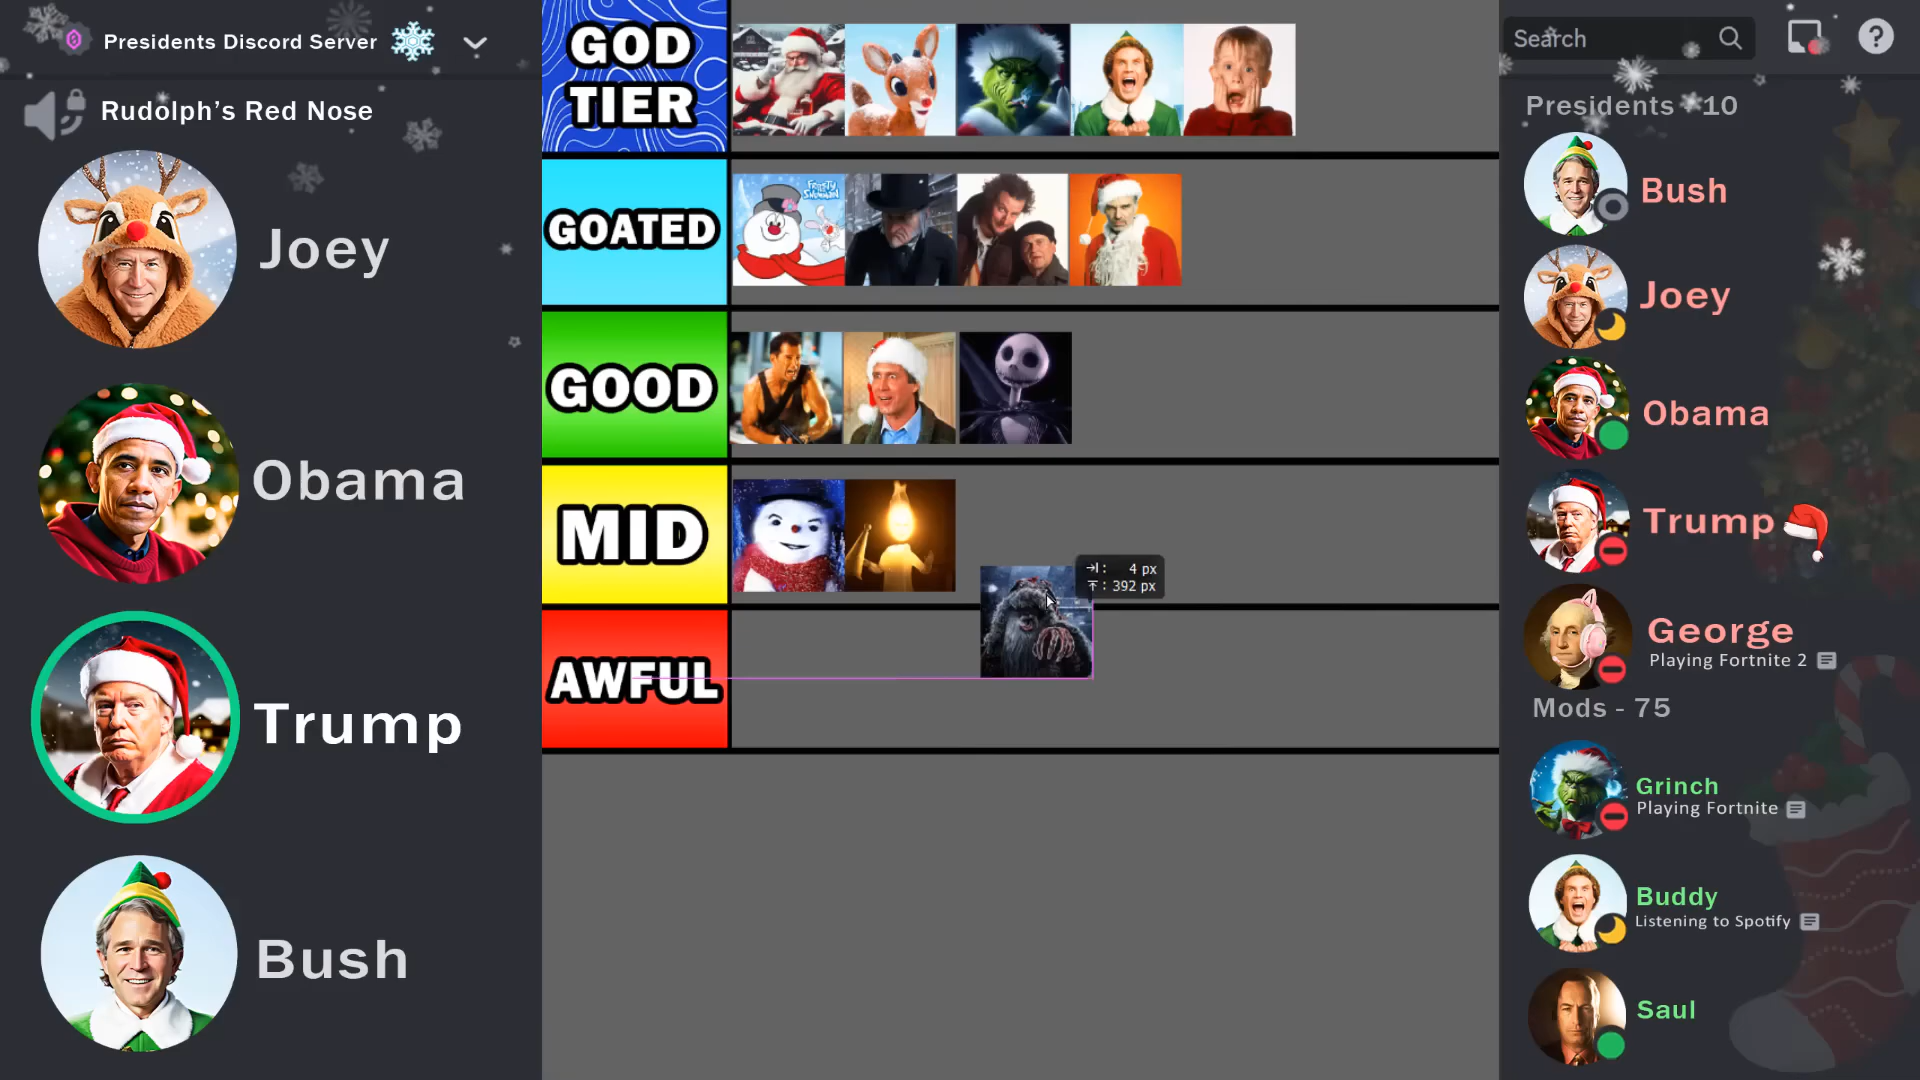 Presidents Discord Server
Rudolph's Red Nose
Joey
Obama
Trump
Bush
GOD
TIER
GOATED
FROSTY
THE
SNOWMAN
GOOD
MID
AWFUL
4 px
: 392 px
Search
?
Presidents - 10
Bush
Joey
Obama
Trump
George
Playing Fortnite 2
Mods - 75
Grinch
Playing Fortnite
Buddy
Listening to Spotify
Saul